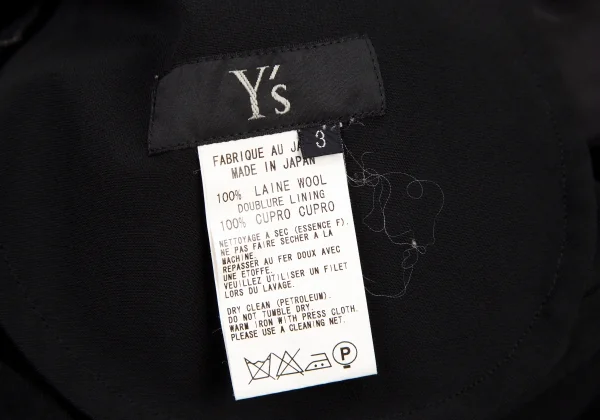 Y's
3
FABRIQUE AU JA
MADE IN JAPAN
100% LAINE WOOL
DOUBLURE LINING
100% CUPRO CUPRO
NETTOYAGE A SEC (ESSENCE F).
NE PAS FAIRE SECHER A LA
MACHINE.
REPASSER AU FER DOUX AVEC
UNE ETOFFE.
VEUILLEZ UTILISER UN FILET
LORS DU LAVAGE.
DRY CLEAN (PETROLEUM).
DO NOT TUMBLE DRY.
WARM IRON WITH PRESS CLOTH.
PLEASE USE A CLEANING NET.
P